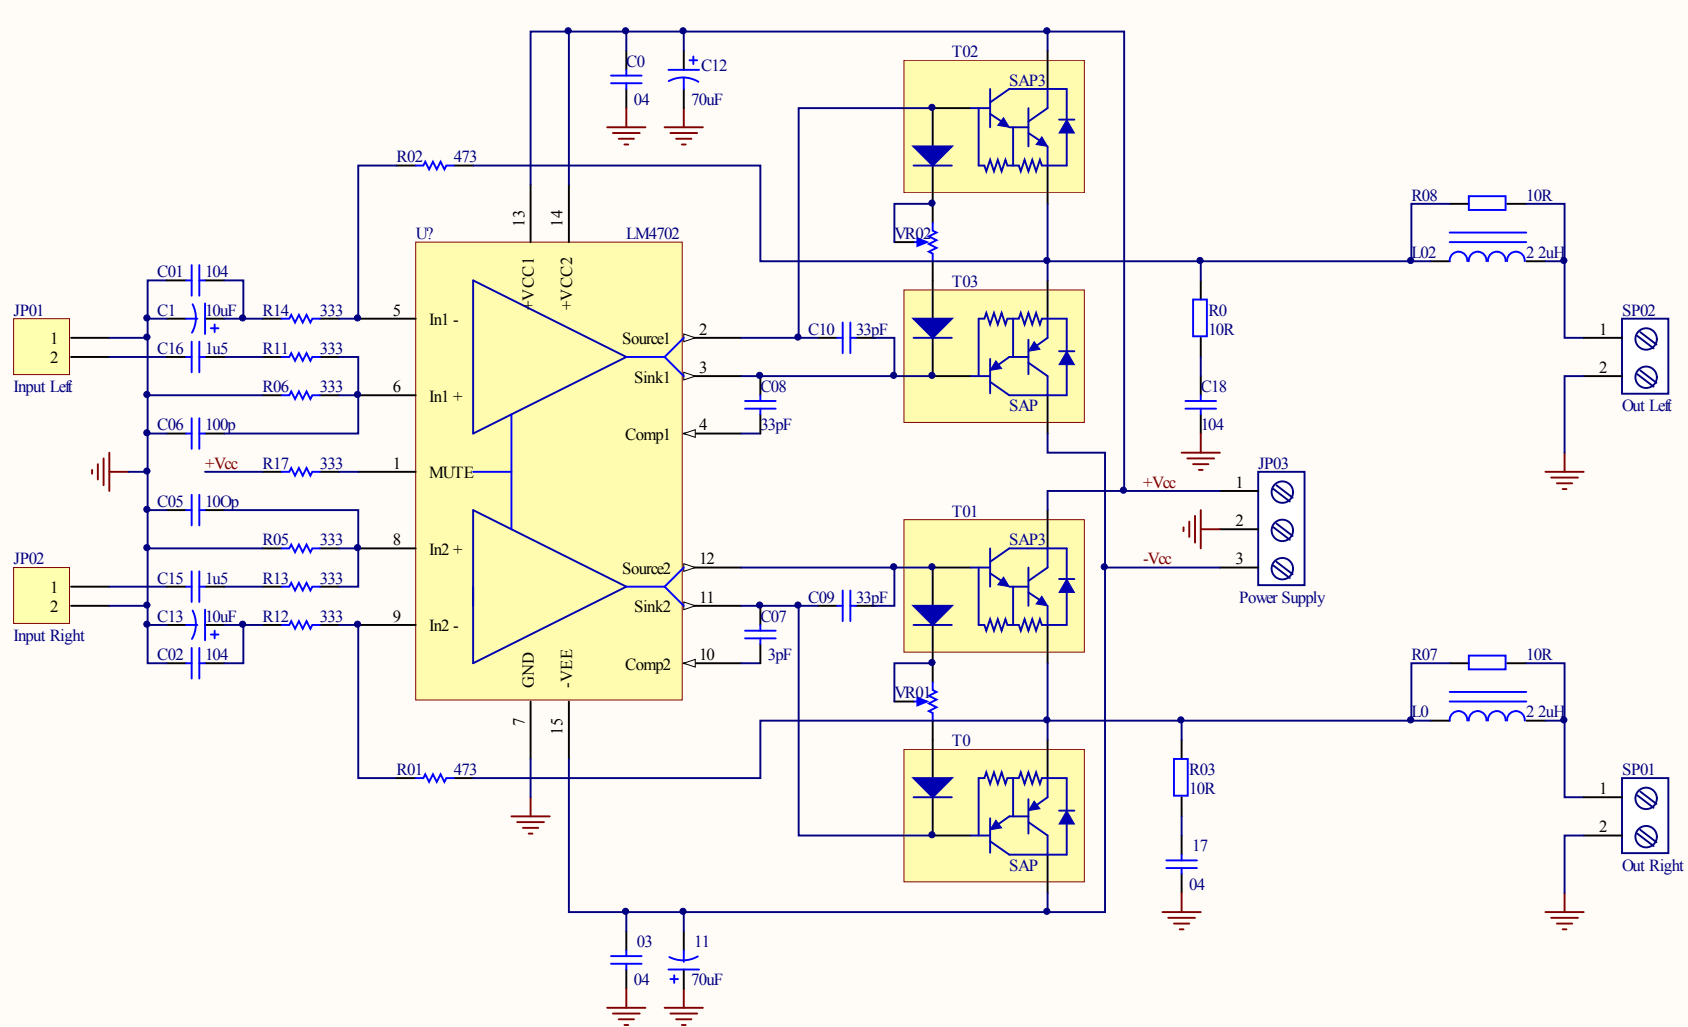 T02
C0
+
C12
SAP3
04
70uF
R02 473
13
14
R08 10R
U?
LM4702
VR02
L02 2 2uH
+VCC1
+VCC2
C01 104
T03
JP01
C1 10uF
+
R14 333
5
In1 -
R0
10R
SP02
1
2
C16 1u5
R11 333
Source1
2
C10 33pF
1
2
Input Left
R06 333
6
In1 +
Sink1
3
C08
33pF
SAP
C18
104
Out Left
C06 100p
Comp1
4
+Vcc
R17 333
1
MUTE
JP03
+Vcc
1
2
-Vcc
3
Power Supply
C05 10Op
T01
SAP3
R05 333
8
In2 +
JP02
1
2
Input Right
C15 1u5
R13 333
Source2
12
Sink2
11
C09 33pF
C13 10uF
+
R12 333
9
In2 -
C07
3pF
C02 104
Comp2
10
GND
-VEE
VR01
R07 10R
L0 2 2uH
7
15
T0
R01 473
R03
10R
SP01
1
2
Out Right
SAP
17
04
03
04
11
+
70uF